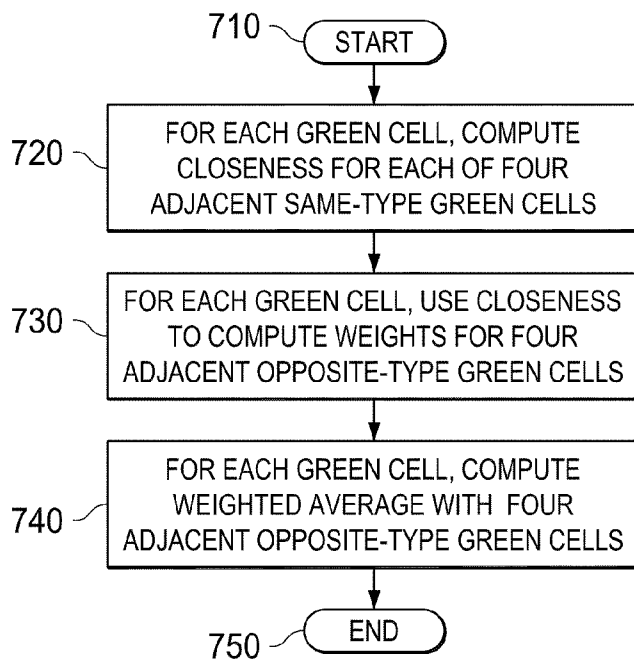 710
START
720
FOR EACH GREEN CELL, COMPUTE
CLOSENESS FOR EACH OF FOUR
ADJACENT SAME-TYPE GREEN CELLS
730
FOR EACH GREEN CELL, USE CLOSENESS
TO COMPUTE WEIGHTS FOR FOUR
ADJACENT OPPOSITE-TYPE GREEN CELLS
740
FOR EACH GREEN CELL, COMPUTE
WEIGHTED AVERAGE WITH FOUR
ADJACENT OPPOSITE-TYPE GREEN CELLS
750
END